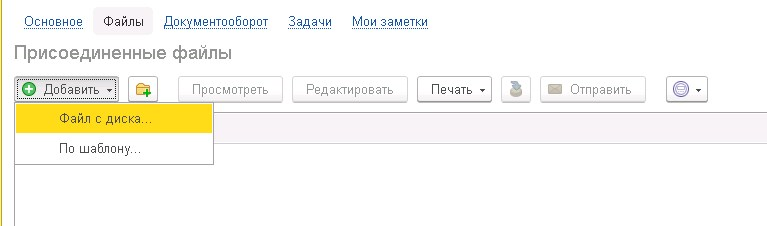 Основное Файлы Документооборот Задачи Мои заметки
Присоединенные файлы
Добавить Просмотреть Редактировать Печать Отправить
Файл с диска...
По шаблону...